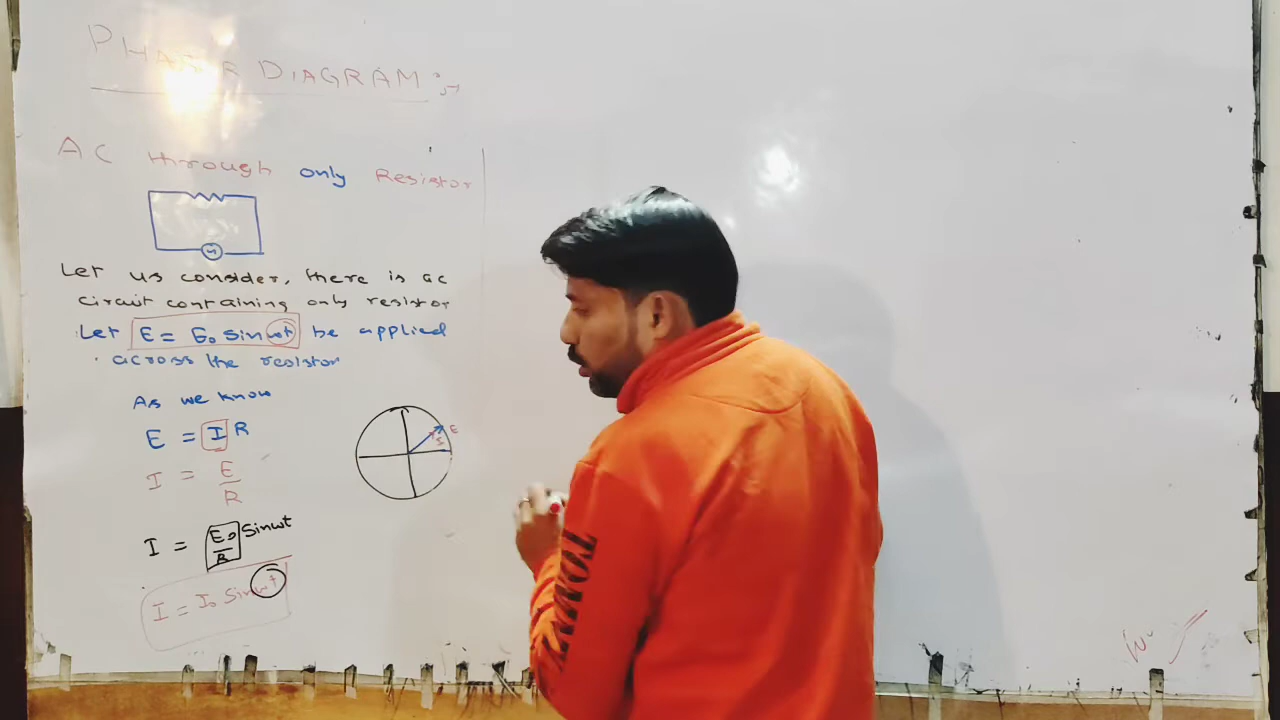 PHASOR DIAGRAM :-
AC through only Resistor
Let us consider, there is ac
circuit containing only resistor
Let E = E₀ sinωt be applied
across the resistor
As we know
E = I R
I = E/R
I = E₀/R sinωt
I = I₀ sinωt
E
I
W